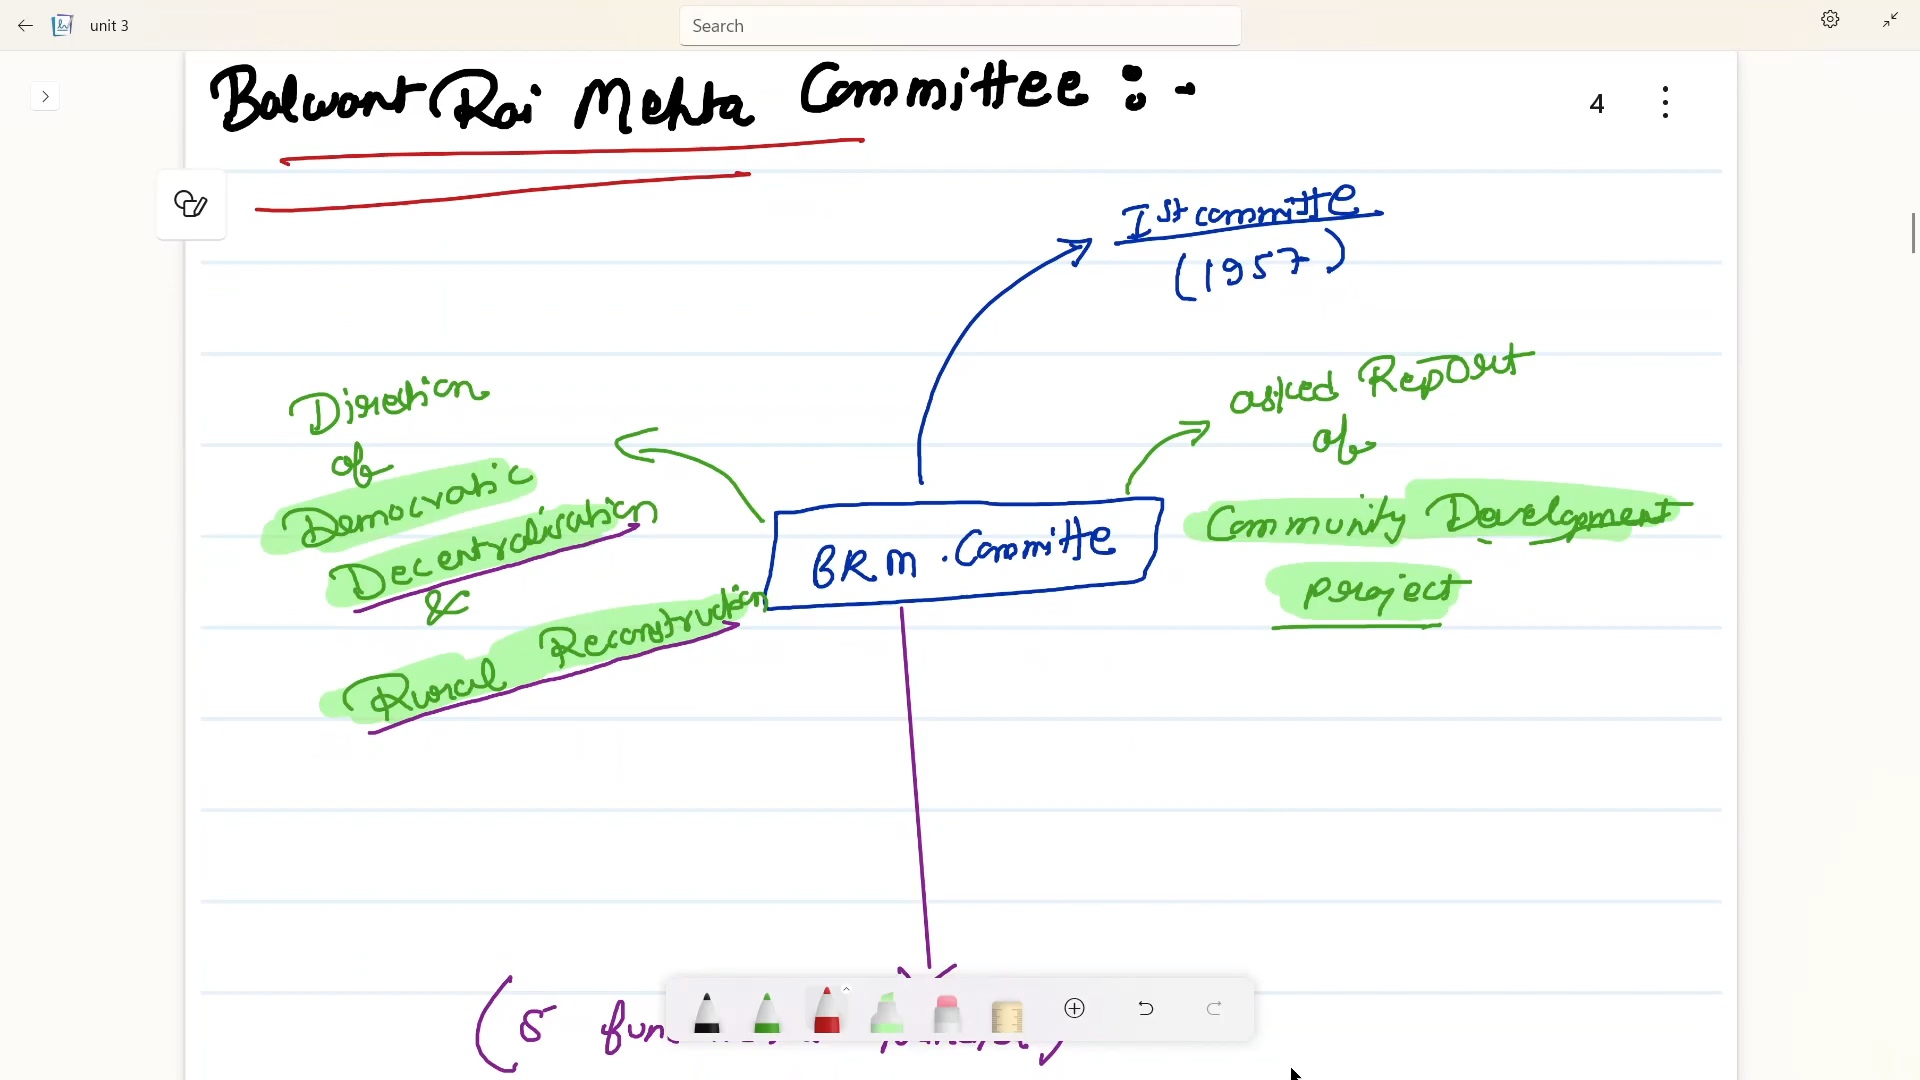 unit 3
Search
Balwant Rai Mehta Committee :-
4
Ist committe
(1957)
Direction
of
Democratic
Decentralisation
&
Rural Reconstruction
asked Report
of
Community Development
project
BRM. Committe
(5